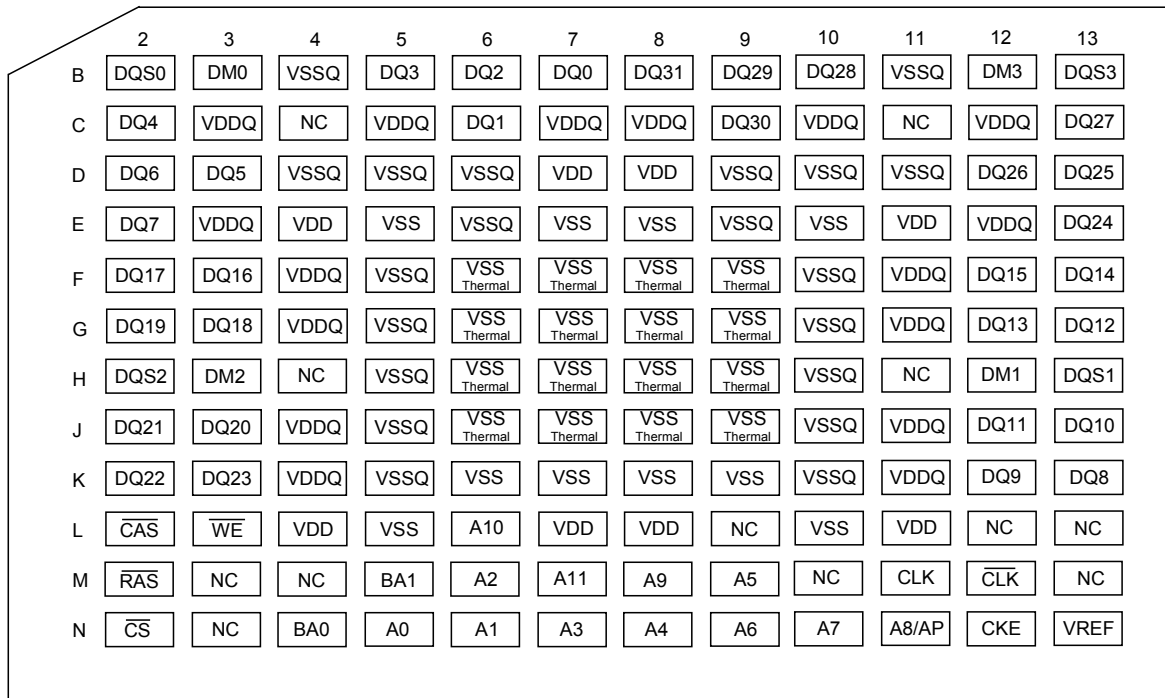 2 3 4 5 6 7 8 9 10 11 12 13
B DQS0 DM0 VSSQ DQ3 DQ2 DQ0 DQ31 DQ29 DQ28 VSSQ DM3 DQS3
C DQ4 VDDQ NC VDDQ DQ1 VDDQ VDDQ DQ30 VDDQ NC VDDQ DQ27
D DQ6 DQ5 VSSQ VSSQ VSSQ VDD VDD VSSQ VSSQ VSSQ DQ26 DQ25
E DQ7 VDDQ VDD VSS VSSQ VSS VSS VSSQ VSS VDD VDDQ DQ24
F DQ17 DQ16 VDDQ VSSQ VSS VSS VSS VSS VSSQ VDDQ DQ15 DQ14
Thermal Thermal Thermal Thermal
G DQ19 DQ18 VDDQ VSSQ VSS VSS VSS VSS VSSQ VDDQ DQ13 DQ12
Thermal Thermal Thermal Thermal
H DQS2 DM2 NC VSSQ VSS VSS VSS VSS VSSQ NC DM1 DQS1
Thermal Thermal Thermal Thermal
J DQ21 DQ20 VDDQ VSSQ VSS VSS VSS VSS VSSQ VDDQ DQ11 DQ10
Thermal Thermal Thermal Thermal
K DQ22 DQ23 VDDQ VSSQ VSS VSS VSS VSS VSSQ VDDQ DQ9 DQ8
L C̅A̅S̅ W̅E̅ VDD VSS A10 VDD VDD NC VSS VDD NC NC
M R̅A̅S̅ NC NC BA1 A2 A11 A9 A5 NC CLK C̅L̅K̅ NC
N C̅S̅ NC BA0 A0 A1 A3 A4 A6 A7 A8/AP CKE VREF